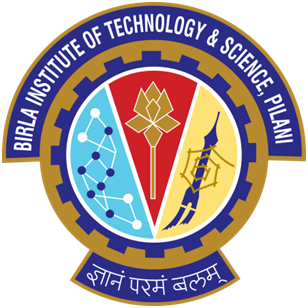 BIRLA INSTITUTE OF TECHNOLOGY & SCIENCE, PILANI
ज्ञानं परमं बलम्